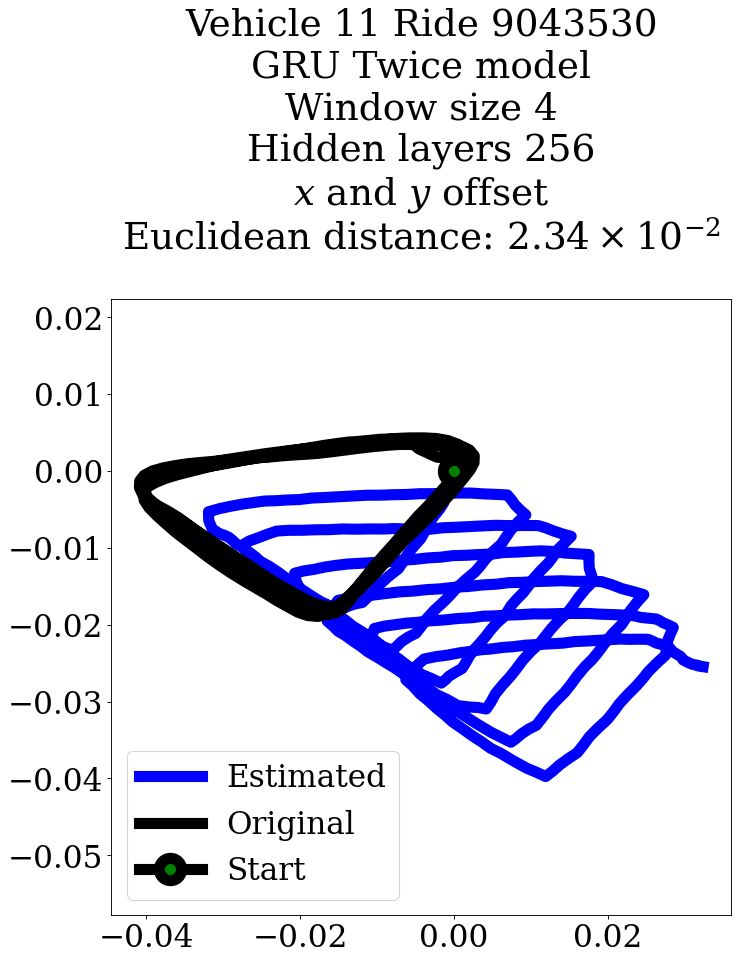 Vehicle 11 Ride 9043530
GRU Twice model
Window size 4
Hidden layers 256
x and y offset
Euclidean distance: 2.34 × 10⁻²
0.02
0.01
0.00
−0.01
−0.02
−0.03
−0.04
−0.05
Estimated
Original
Start
−0.04
−0.02
0.00
0.02